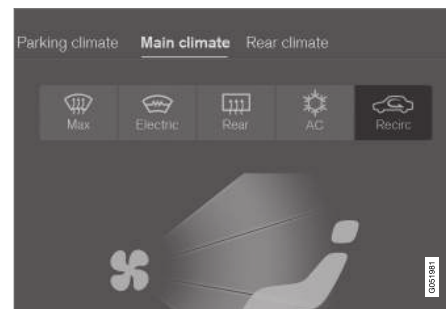 Parking climate Main climate Rear climate
Max Electric Rear AC Recirc
G051981